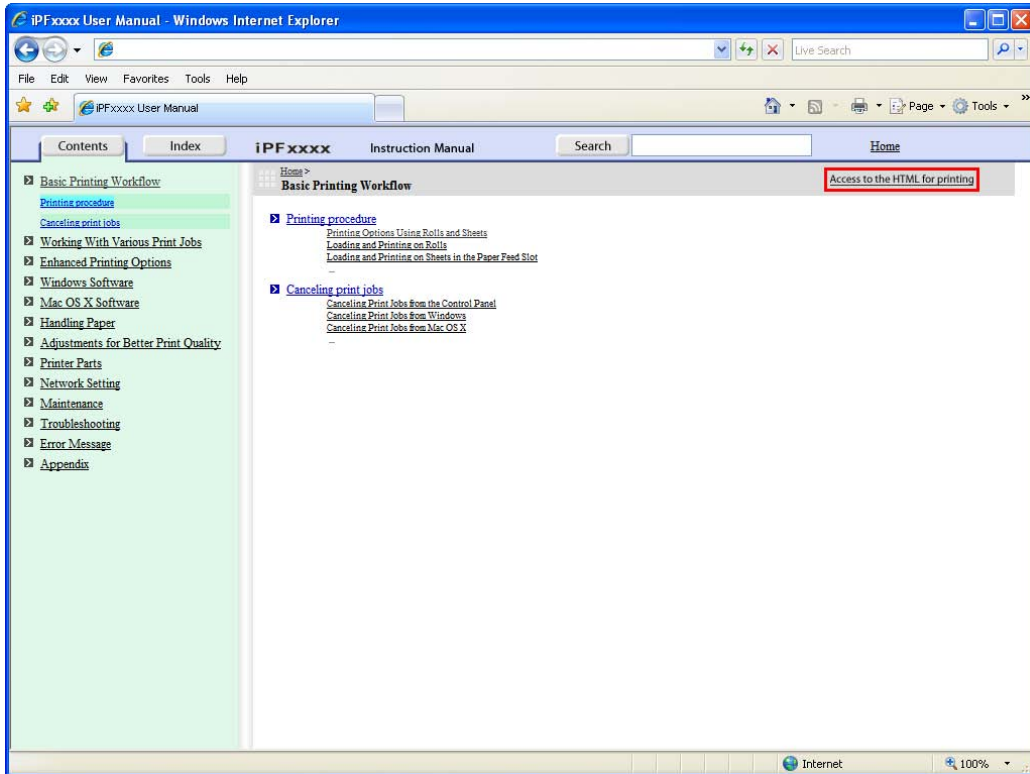 iPFxxxx User Manual - Windows Internet Explorer
Live Search
File Edit View Favorites Tools Help
iPFxxxx User Manual
Page Tools »
Contents Index iPFxxxx Instruction Manual Search Home
Basic Printing Workflow
Printing procedure
Canceling print jobs
Working With Various Print Jobs
Enhanced Printing Options
Windows Software
Mac OS X Software
Handling Paper
Adjustments for Better Print Quality
Printer Parts
Network Setting
Maintenance
Troubleshooting
Error Message
Appendix
Home >
Basic Printing Workflow
Access to the HTML for printing
Printing procedure
Printing Options Using Rolls and Sheets
Loading and Printing on Rolls
Loading and Printing on Sheets in the Paper Feed Slot
...
Canceling print jobs
Canceling Print Jobs from the Control Panel
Canceling Print Jobs from Windows
Canceling Print Jobs from Mac OS X
...
Internet 100%